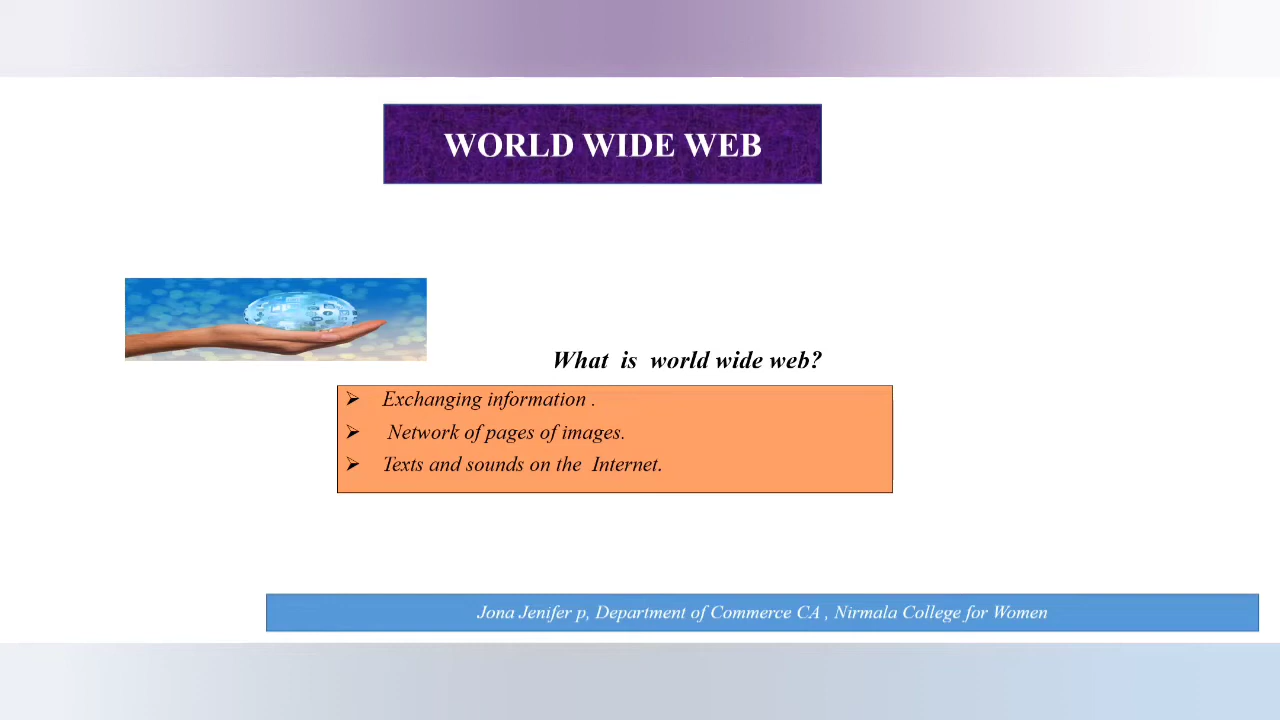 WORLD WIDE WEB
What is world wide web?
➢ Exchanging information .
➢ Network of pages of images.
➢ Texts and sounds on the Internet.
Jona Jenifer p, Department of Commerce CA , Nirmala College for Women